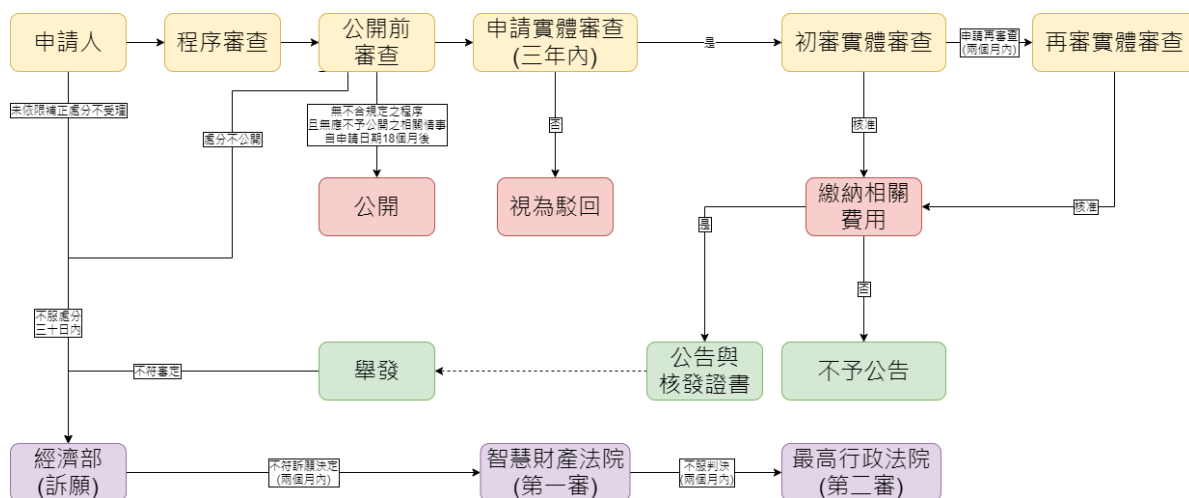 申請人
程序審查
公開前
審查
申請實體審查
(三年內)
是
初審實體審查
申請再審查
(兩個月內)
再審實體審查
未依限補正處分不受理
處分不公開
無不合規定之程序
且無應不予公開之相關情事
自申請日期18個月後
否
核准
公開
視為駁回
繳納相關
費用
核准
是
否
不服處分
三十日內
不符審定
舉發
公告與
核發證書
不予公告
經濟部
(訴願)
不符訴願決定
(兩個月內)
智慧財產法院
(第一審)
不服判決
(兩個月內)
最高行政法院
(第二審)